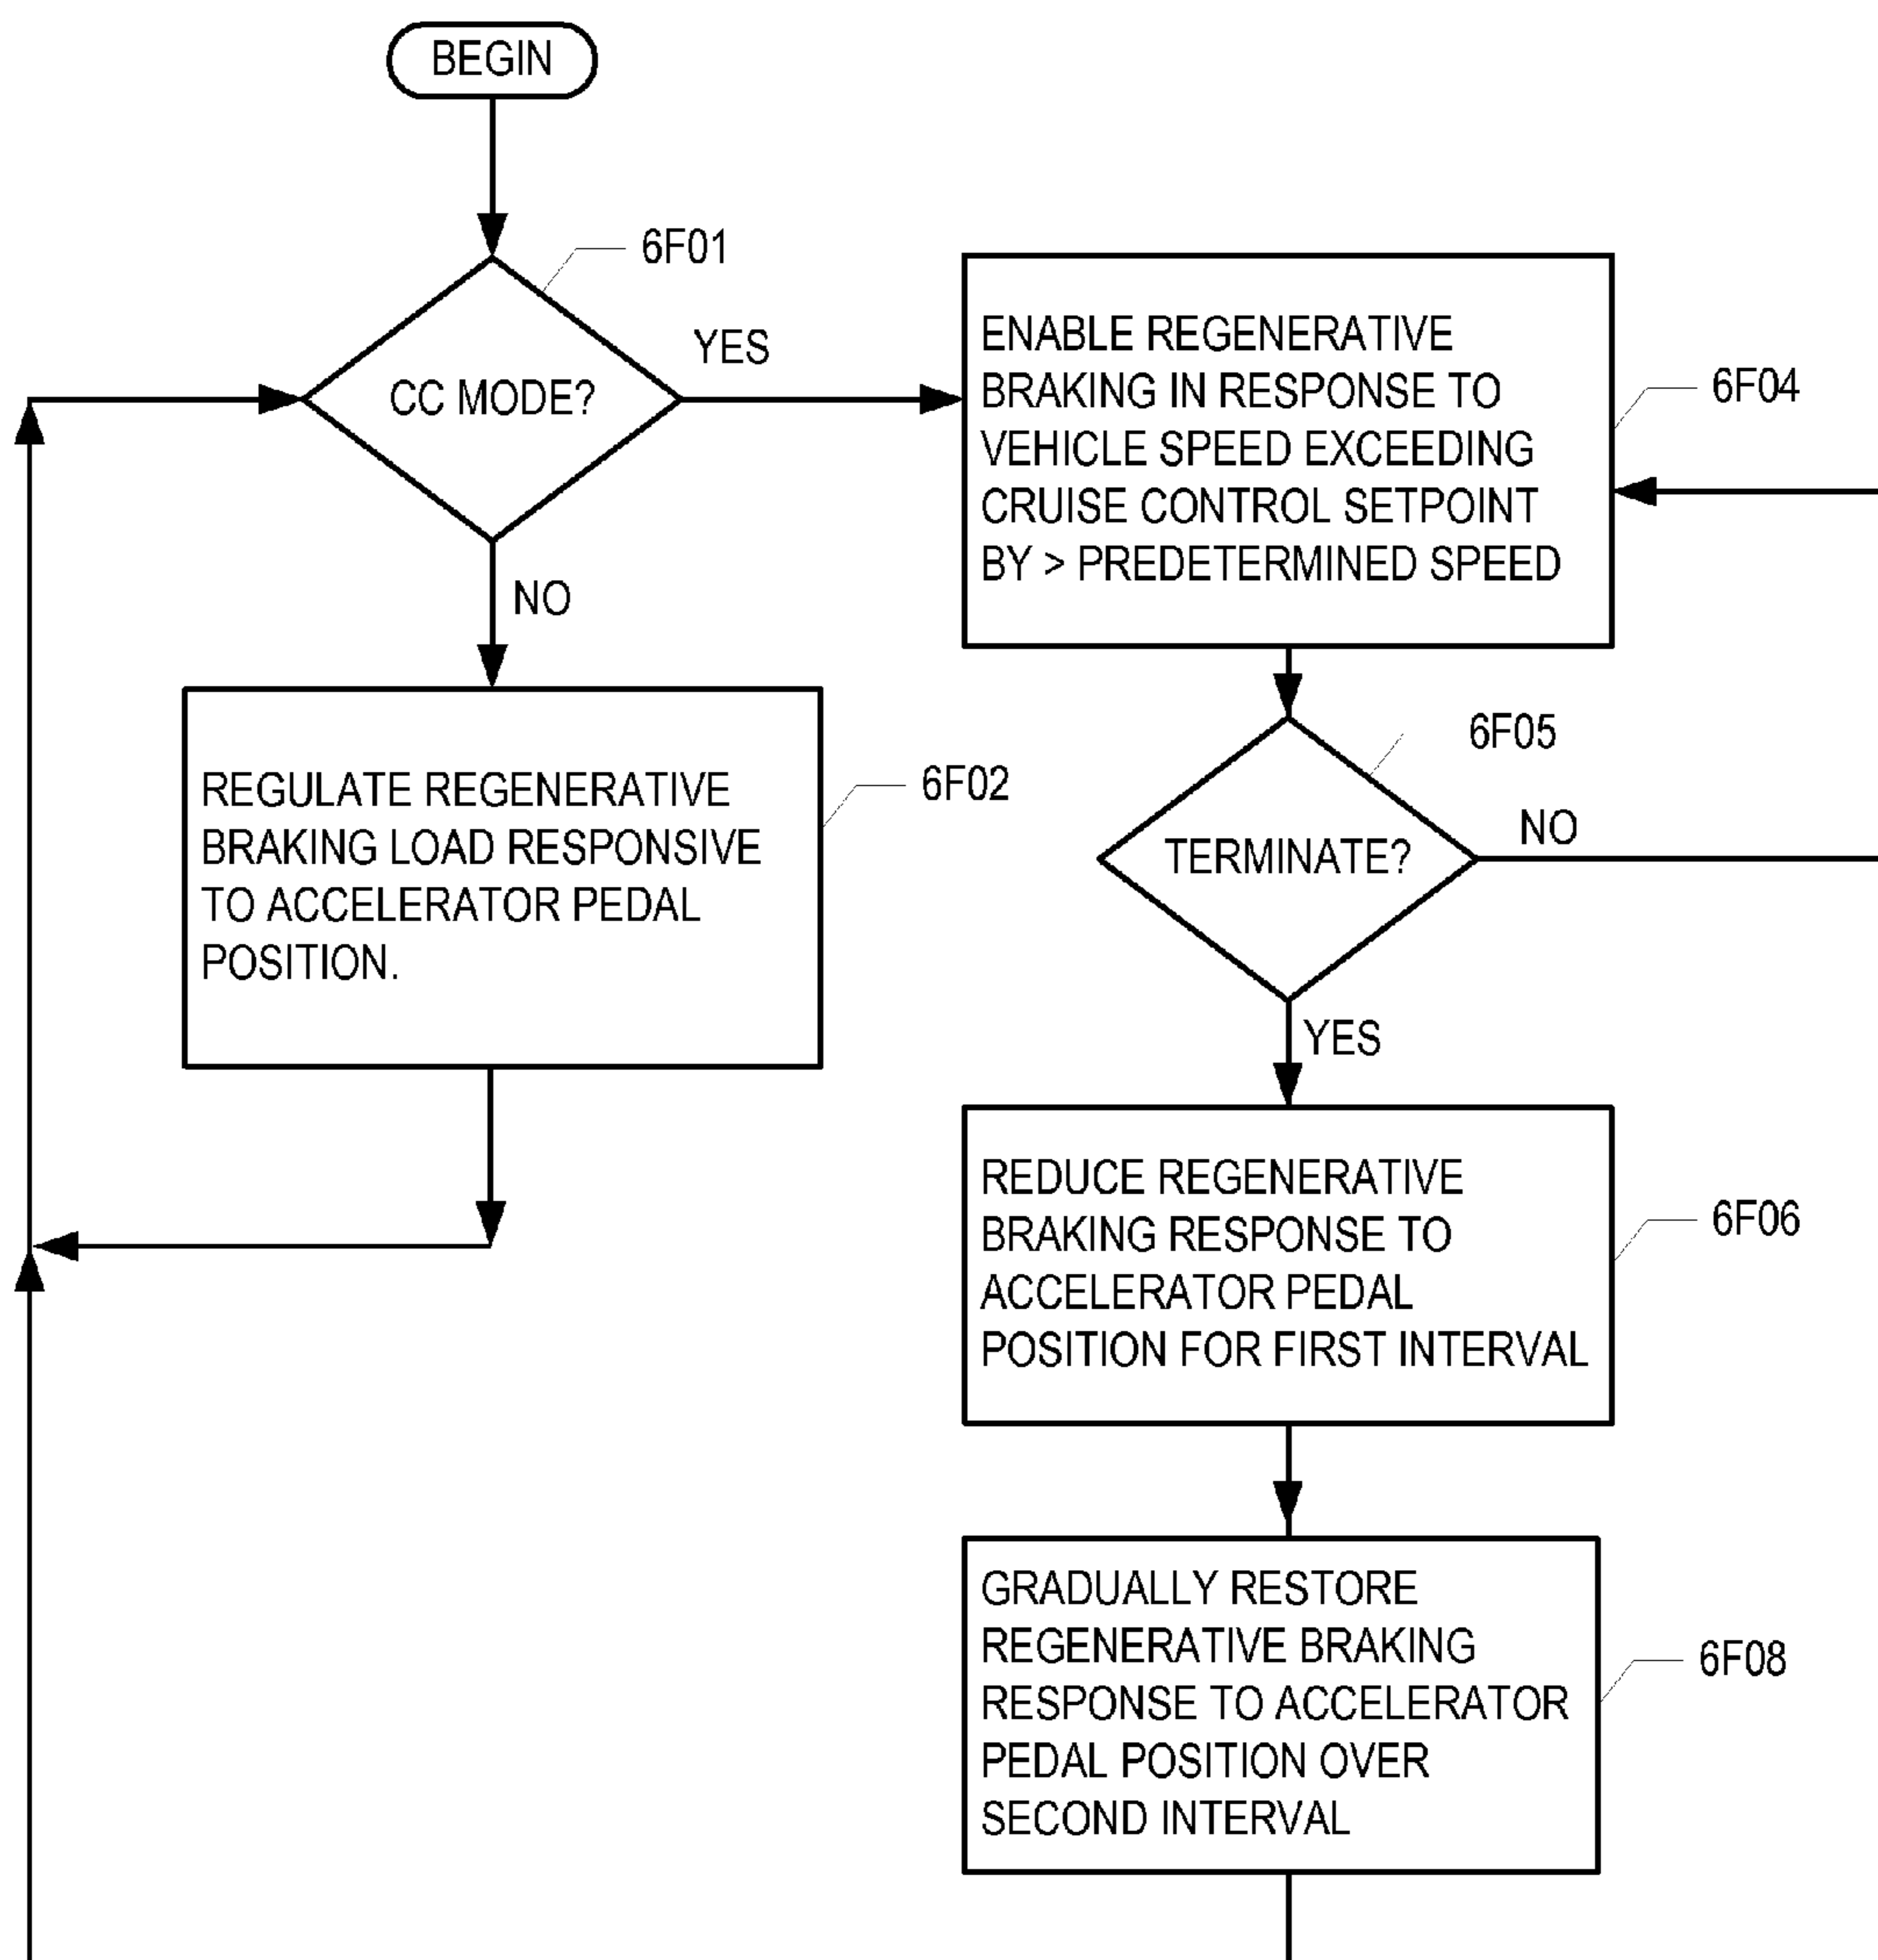 BEGIN
6F01
CC MODE?
YES
NO
ENABLE REGENERATIVE
BRAKING IN RESPONSE TO
VEHICLE SPEED EXCEEDING
CRUISE CONTROL SETPOINT
BY > PREDETERMINED SPEED
6F04
REGULATE REGENERATIVE
BRAKING LOAD RESPONSIVE
TO ACCELERATOR PEDAL
POSITION.
6F02
6F05
TERMINATE?
NO
YES
REDUCE REGENERATIVE
BRAKING RESPONSE TO
ACCELERATOR PEDAL
POSITION FOR FIRST INTERVAL
6F06
GRADUALLY RESTORE
REGENERATIVE BRAKING
RESPONSE TO ACCELERATOR
PEDAL POSITION OVER
SECOND INTERVAL
6F08